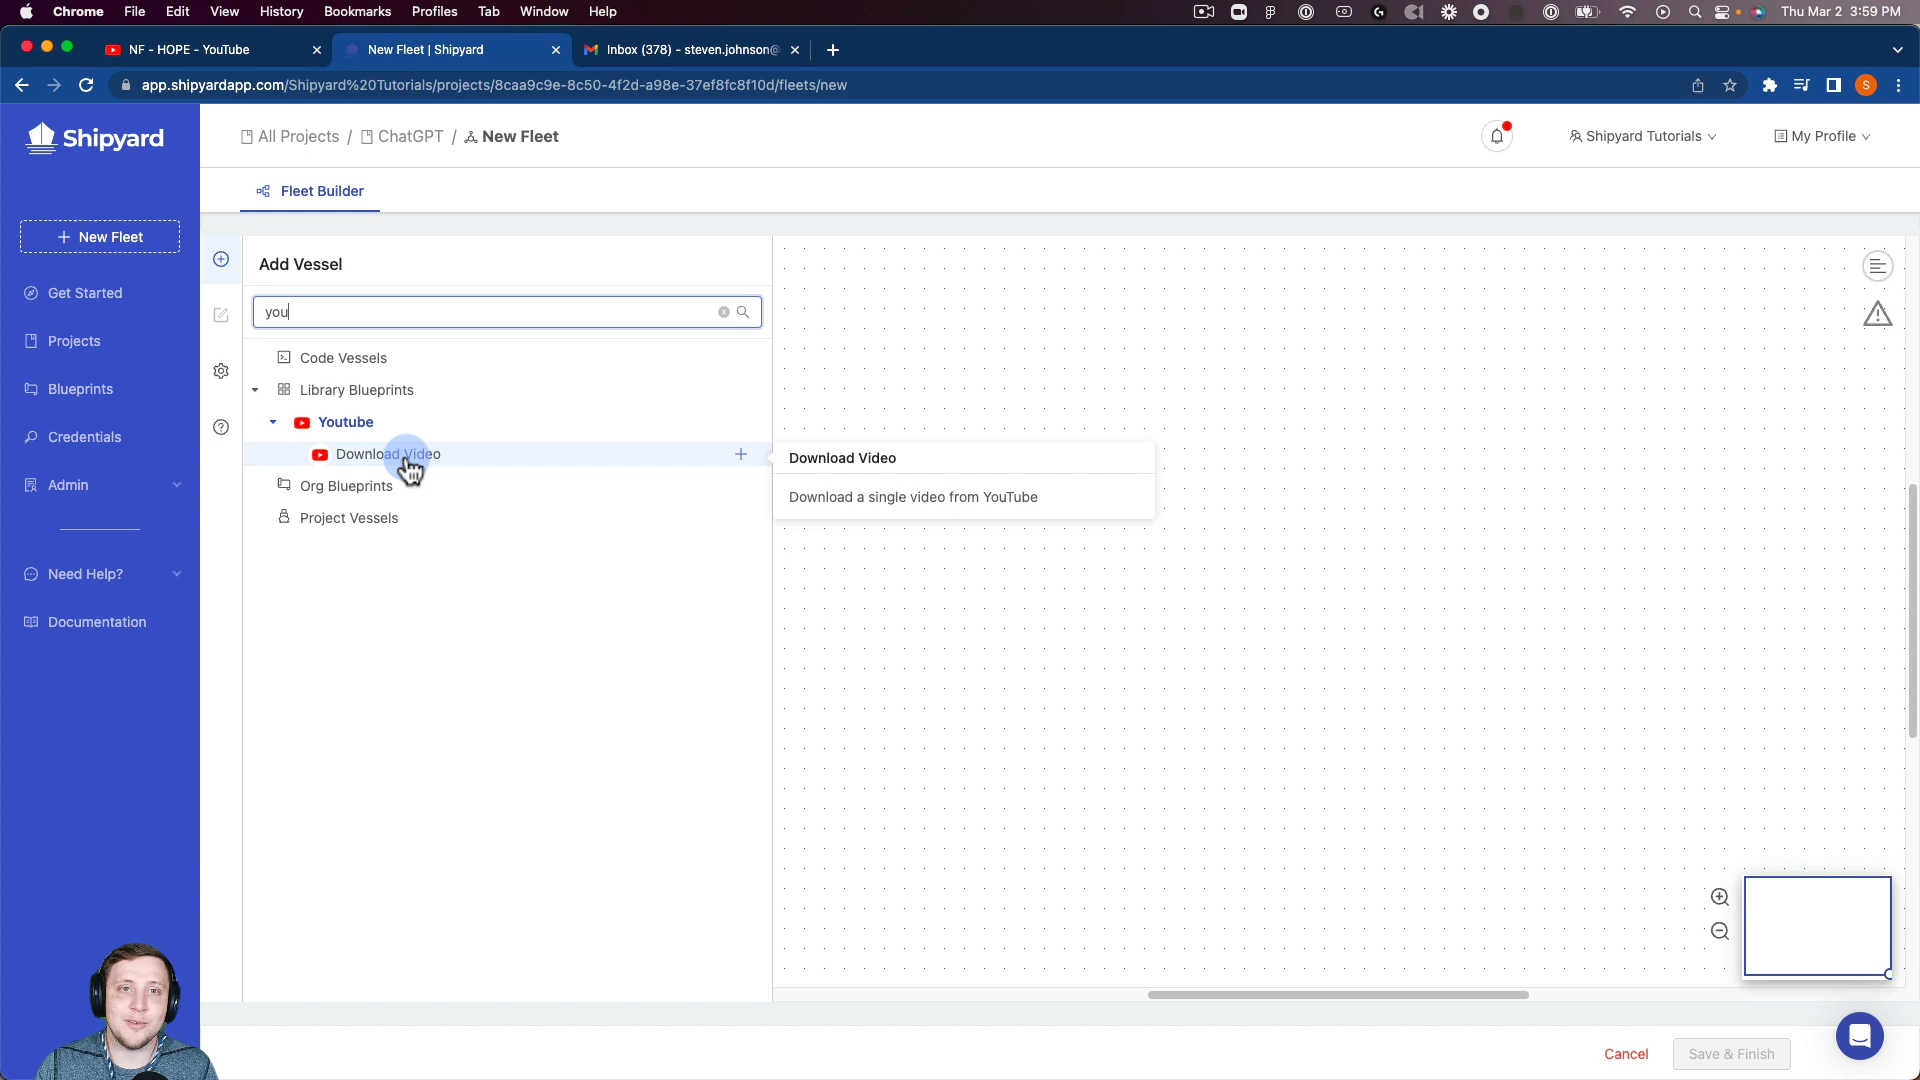 Chrome File Edit View History Bookmarks Profiles Tab Window Help Thu Mar 2 3:59 PM
NF - HOPE - YouTube New Fleet | Shipyard Inbox (378) - steven.johnson@
app.shipyardapp.com/Shipyard%20Tutorials/projects/8caa9c9e-8c50-4f2d-a98e-37ef8fc8f10d/fleets/new S
Shipyard
All Projects / ChatGPT / New Fleet
Shipyard Tutorials My Profile
Fleet Builder
+ New Fleet
Get Started
Projects
Blueprints
Credentials
Admin
Need Help?
Documentation
Add Vessel
you
Code Vessels
Library Blueprints
Youtube
Download Video
Org Blueprints
Project Vessels
Download Video
Download a single video from YouTube
Cancel Save & Finish